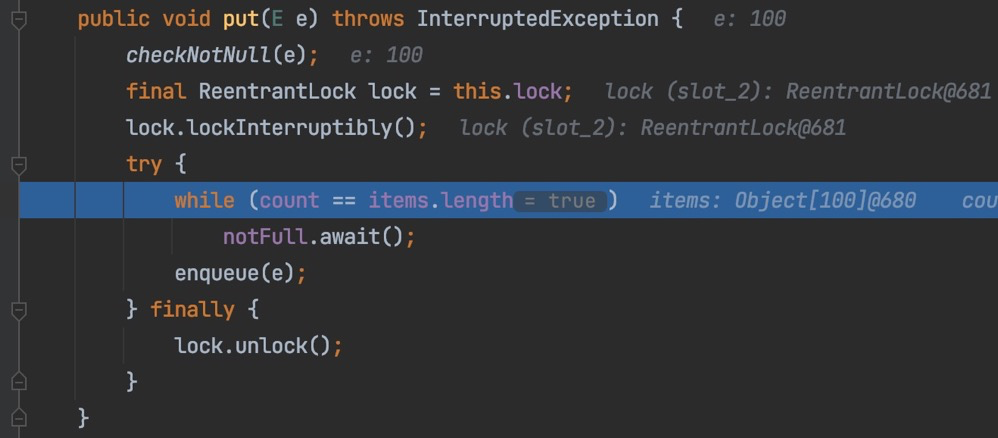 public void put(E e) throws InterruptedException {   e: 100
checkNotNull(e);   e: 100
final ReentrantLock lock = this.lock;   lock (slot_2): ReentrantLock@681
lock.lockInterruptibly();   lock (slot_2): ReentrantLock@681
try {
while (count == items.length = true )   items: Object[100]@680   cou
notFull.await();
enqueue(e);
} finally {
lock.unlock();
}
}